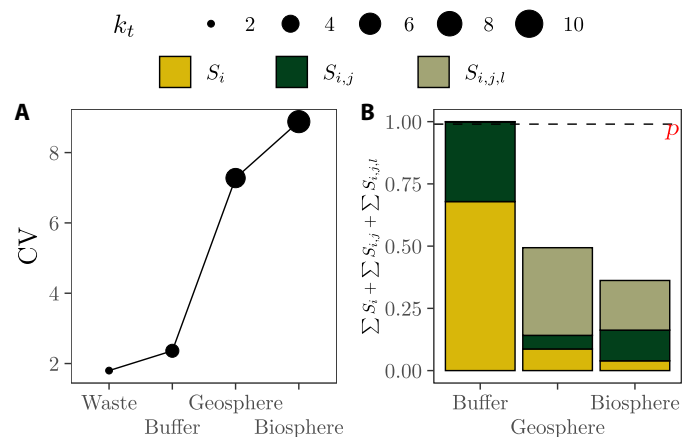 k_t 2 4 6 8 10
S_i S_{i,j} S_{i,j,l}
A B
CV
8
6
4
2
Waste Geosphere
Buffer Biosphere
∑ S_i + ∑ S_{i,j} + ∑ S_{i,j,l}
1.00
0.75
0.50
0.25
0.00
p
Buffer Biosphere
Geosphere